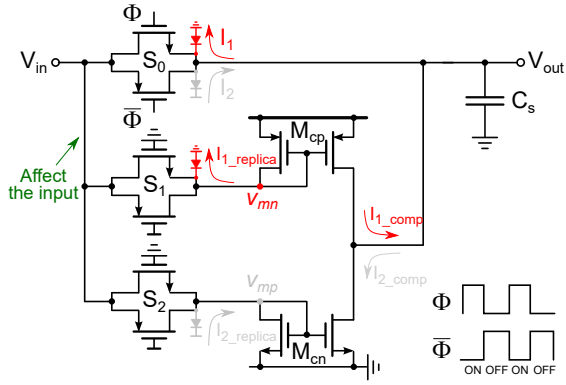 Φ
V_in
S_0
I_1
I_2
V_out
C_s
Φ̅
Affect
the input
S_1
I_1_replica
v_mn
M_cp
I_1_comp
I_2_comp
S_2
v_mp
I_2_replica
M_cn
Φ
Φ̅
ON OFF ON OFF